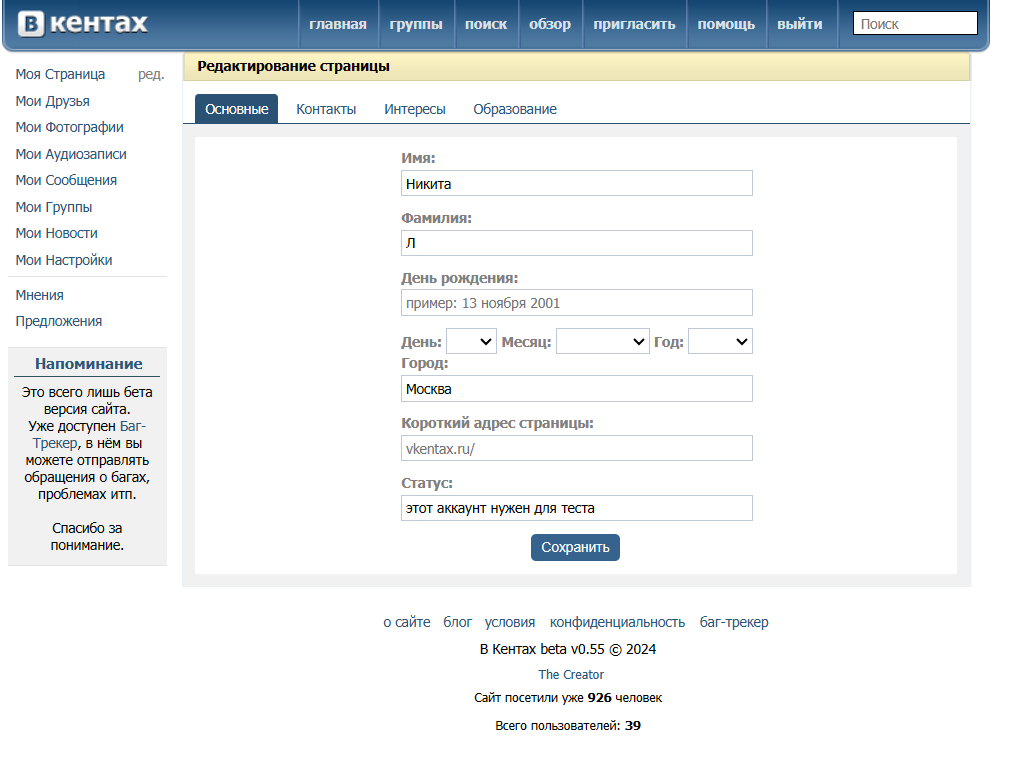 В кентах
главная группы поиск обзор пригласить помощь выйти Поиск
Моя Страница ред.
Мои Друзья
Мои Фотографии
Мои Аудиозаписи
Мои Сообщения
Мои Группы
Мои Новости
Мои Настройки
Мнения
Предложения
Напоминание
Это всего лишь бета
версия сайта.
Уже доступен Баг-
Трекер, в нём вы
можете отправлять
обращения о багах,
проблемах итп.
Спасибо за
понимание.
Редактирование страницы
Основные Контакты Интересы Образование
Имя:
Никита
Фамилия:
Л
День рождения:
пример: 13 ноября 2001
День: Месяц: Год:
Город:
Москва
Короткий адрес страницы:
vkentax.ru/
Статус:
этот аккаунт нужен для теста
Сохранить
о сайте блог условия конфиденциальность баг-трекер
В Кентах beta v0.55 © 2024
The Creator
Сайт посетили уже 926 человек
Всего пользователей: 39